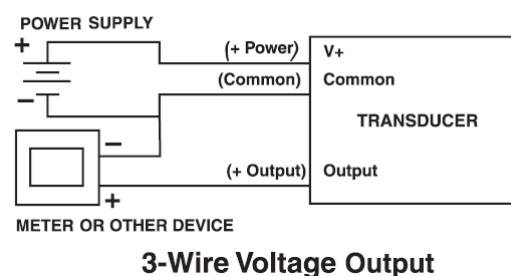 POWER SUPPLY
+
(+ Power)
V+
(Common)
Common
−
TRANSDUCER
−
(+ Output)
Output
+
METER OR OTHER DEVICE
3-Wire Voltage Output